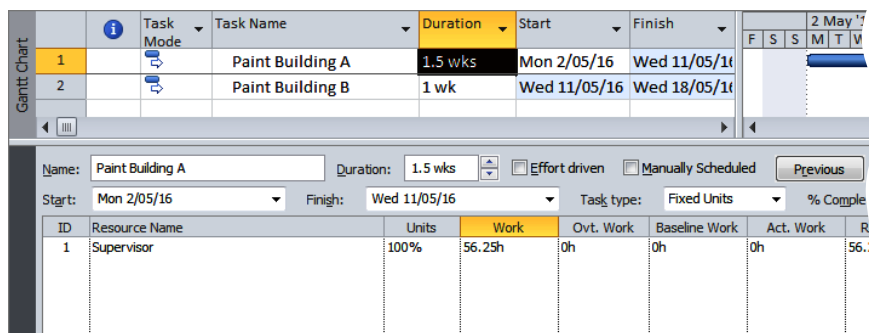 Gantt Chart
Task Mode Task Name Duration Start Finish 2 May '1
F S S M T W
1 Paint Building A 1.5 wks Mon 2/05/16 Wed 11/05/16
2 Paint Building B 1 wk Wed 11/05/16 Wed 18/05/16
Name: Paint Building A Duration: 1.5 wks Effort driven Manually Scheduled Previous
Start: Mon 2/05/16 Finish: Wed 11/05/16 Task type: Fixed Units % Comple
ID Resource Name Units Work Ovt. Work Baseline Work Act. Work R
1 Supervisor 100% 56.25h 0h 0h 0h 56.